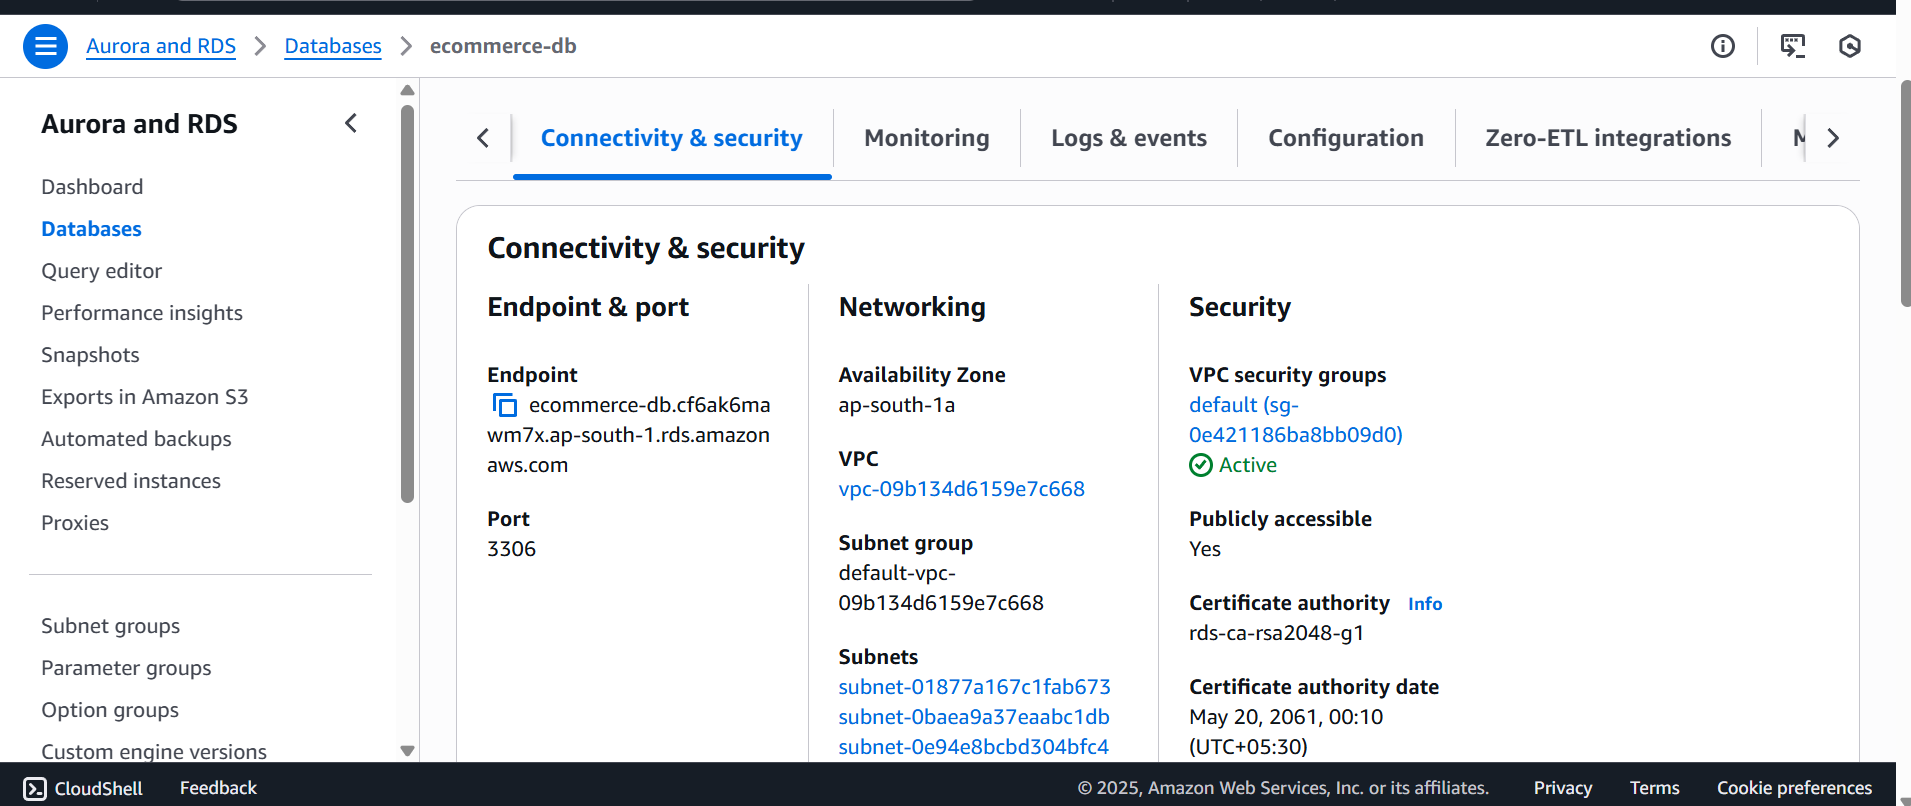 Aurora and RDS > Databases > ecommerce-db
Aurora and RDS
Dashboard
Databases
Query editor
Performance insights
Snapshots
Exports in Amazon S3
Automated backups
Reserved instances
Proxies
Subnet groups
Parameter groups
Option groups
Custom engine versions
Connectivity & security
Monitoring
Logs & events
Configuration
Zero-ETL integrations
Connectivity & security
Endpoint & port
Endpoint
ecommerce-db.cf6ak6ma
wm7x.ap-south-1.rds.amazon
aws.com
Port
3306
Networking
Availability Zone
ap-south-1a
VPC
vpc-09b134d6159e7c668
Subnet group
default-vpc-
09b134d6159e7c668
Subnets
subnet-01877a167c1fab673
subnet-0baea9a37eaabc1db
subnet-0e94e8bcbd304bfc4
Security
VPC security groups
default (sg-
0e421186ba8bb09d0)
Active
Publicly accessible
Yes
Certificate authority Info
rds-ca-rsa2048-g1
Certificate authority date
May 20, 2061, 00:10
(UTC+05:30)
CloudShell
Feedback
© 2025, Amazon Web Services, Inc. or its affiliates.
Privacy
Terms
Cookie preferences